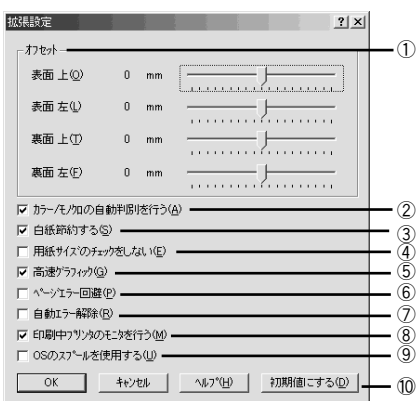 拡張設定
オフセット ①
表面 上(O) 0 mm
表面 左(L) 0 mm
裏面 上(T) 0 mm
裏面 左(F) 0 mm
カラー/モノクロの自動判別を行う(A) ②
白紙節約する(S) ③
用紙サイズのチェックをしない(E) ④
高速グラフィック(G) ⑤
ページエラー回避(P) ⑥
自動エラー解除(R) ⑦
印刷中プリンタのモニタを行う(M) ⑧
OSのスプールを使用する(U) ⑨
OK キャンセル ヘルプ(H) 初期値にする(D) ⑩